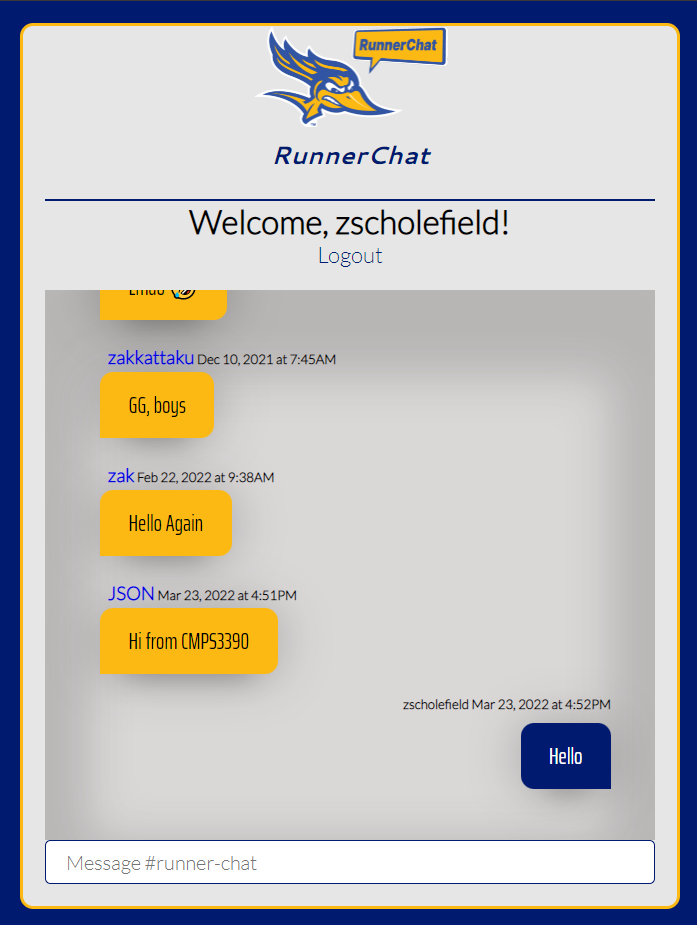 RunnerChat
RunnerChat
Welcome, zscholefield!
Logout
zakkattaku Dec 10, 2021 at 7:45AM
GG, boys
zak Feb 22, 2022 at 9:38AM
Hello Again
JSON Mar 23, 2022 at 4:51PM
Hi from CMPS3390
zscholefield Mar 23, 2022 at 4:52PM
Hello
Message #runner-chat